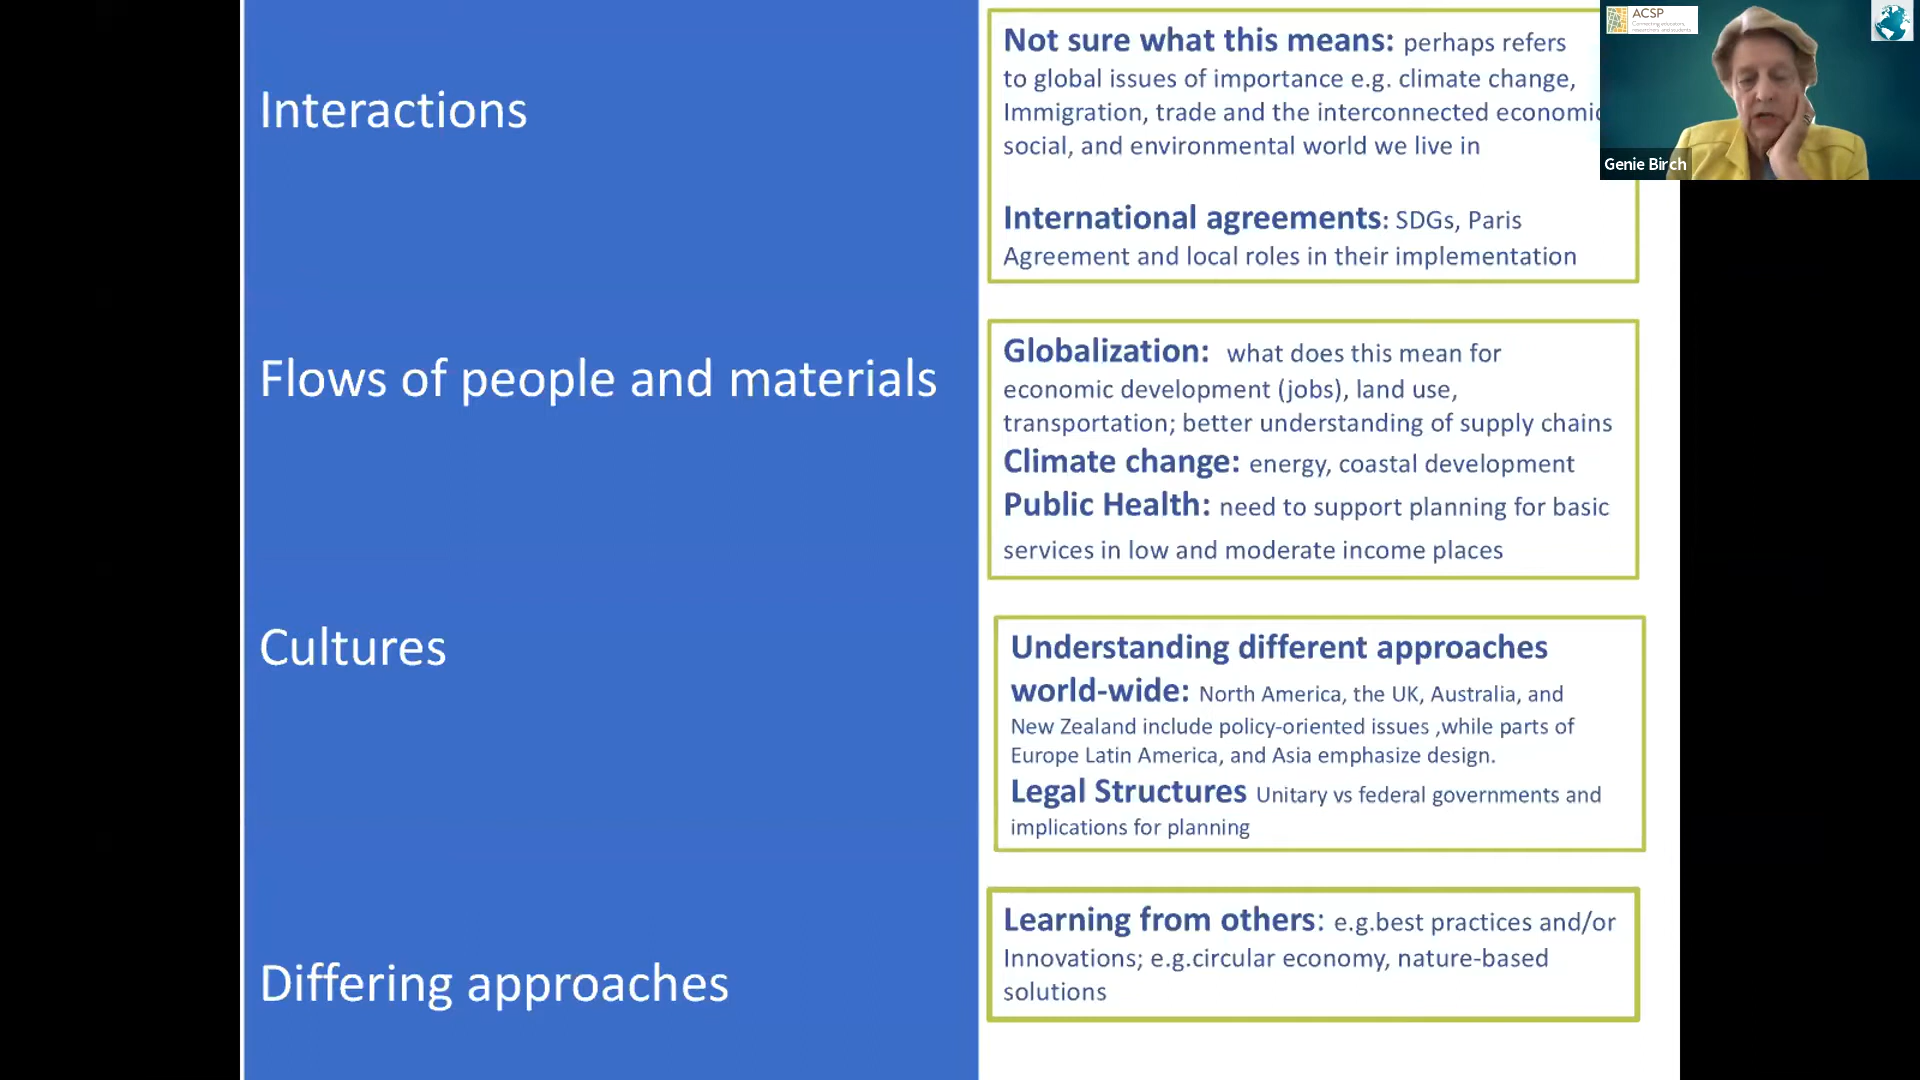 Interactions
Not sure what this means: perhaps refers
to global issues of importance e.g. climate change,
Immigration, trade and the interconnected economic
social, and environmental world we live in
International agreements: SDGs, Paris
Agreement and local roles in their implementation
Flows of people and materials
Globalization: what does this mean for
economic development (jobs), land use,
transportation; better understanding of supply chains
Climate change: energy, coastal development
Public Health: need to support planning for basic
services in low and moderate income places
Cultures
Understanding different approaches
world-wide: North America, the UK, Australia, and
New Zealand include policy-oriented issues ,while parts of
Europe Latin America, and Asia emphasize design.
Legal Structures Unitary vs federal governments and
implications for planning
Differing approaches
Learning from others: e.g.best practices and/or
Innovations; e.g.circular economy, nature-based
solutions
ACSP
Connecting educators,
researchers and students
Genie Birch